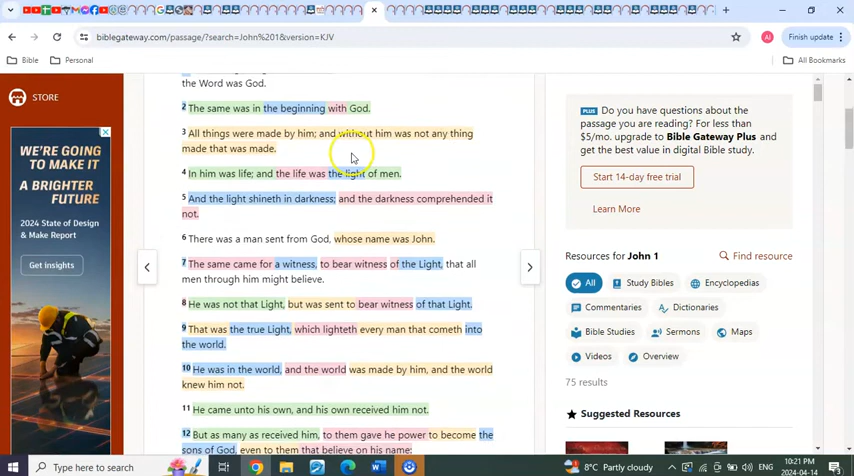 biblegateway.com/passage/?search=John%201&version=KJV
AI
Finish update
Bible
Personal
All Bookmarks
STORE
WE'RE GOING
TO MAKE IT
A BRIGHTER
FUTURE
2024 State of Design
& Make Report
Get insights
the Word was God.
2 The same was in the beginning with God.
3 All things were made by him; and without him was not any thing
made that was made.
4 In him was life; and the life was the light of men.
5 And the light shineth in darkness; and the darkness comprehended it
not.
6 There was a man sent from God, whose name was John.
7 The same came for a witness, to bear witness of the Light, that all
men through him might believe.
8 He was not that Light, but was sent to bear witness of that Light.
9 That was the true Light, which lighteth every man that cometh into
the world.
10 He was in the world, and the world was made by him, and the world
knew him not.
11 He came unto his own, and his own received him not.
12 But as many as received him, to them gave he power to become the
sons of God, even to them that believe on his name:
PLUS Do you have questions about the
passage you are reading? For less than
$5/mo. upgrade to Bible Gateway Plus and
get the best value in digital Bible study.
Start 14-day free trial
Learn More
Resources for John 1
Find resource
All
Study Bibles
Encyclopedias
Commentaries
Dictionaries
Bible Studies
Sermons
Maps
Videos
Overview
75 results
Suggested Resources
Type here to search
8°C Partly cloudy
ENG
10:21 PM
2024-04-14